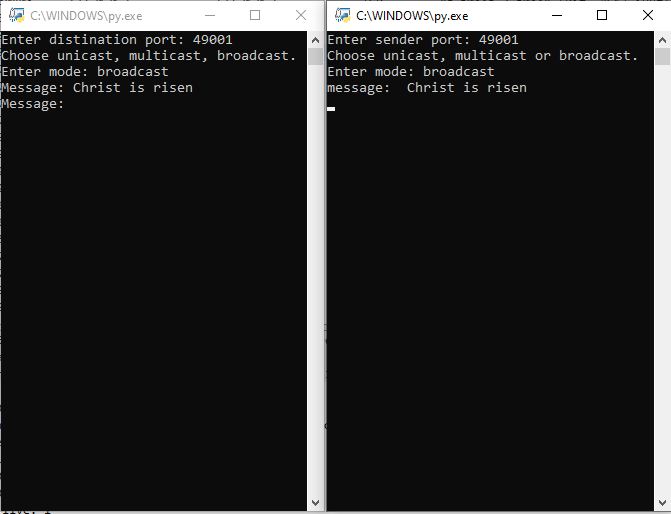 C:\WINDOWS\py.exe
Enter distination port: 49001
Choose unicast, multicast, broadcast.
Enter mode: broadcast
Message: Christ is risen
Message:
C:\WINDOWS\py.exe
Enter sender port: 49001
Choose unicast, multicast or broadcast.
Enter mode: broadcast
message:  Christ is risen